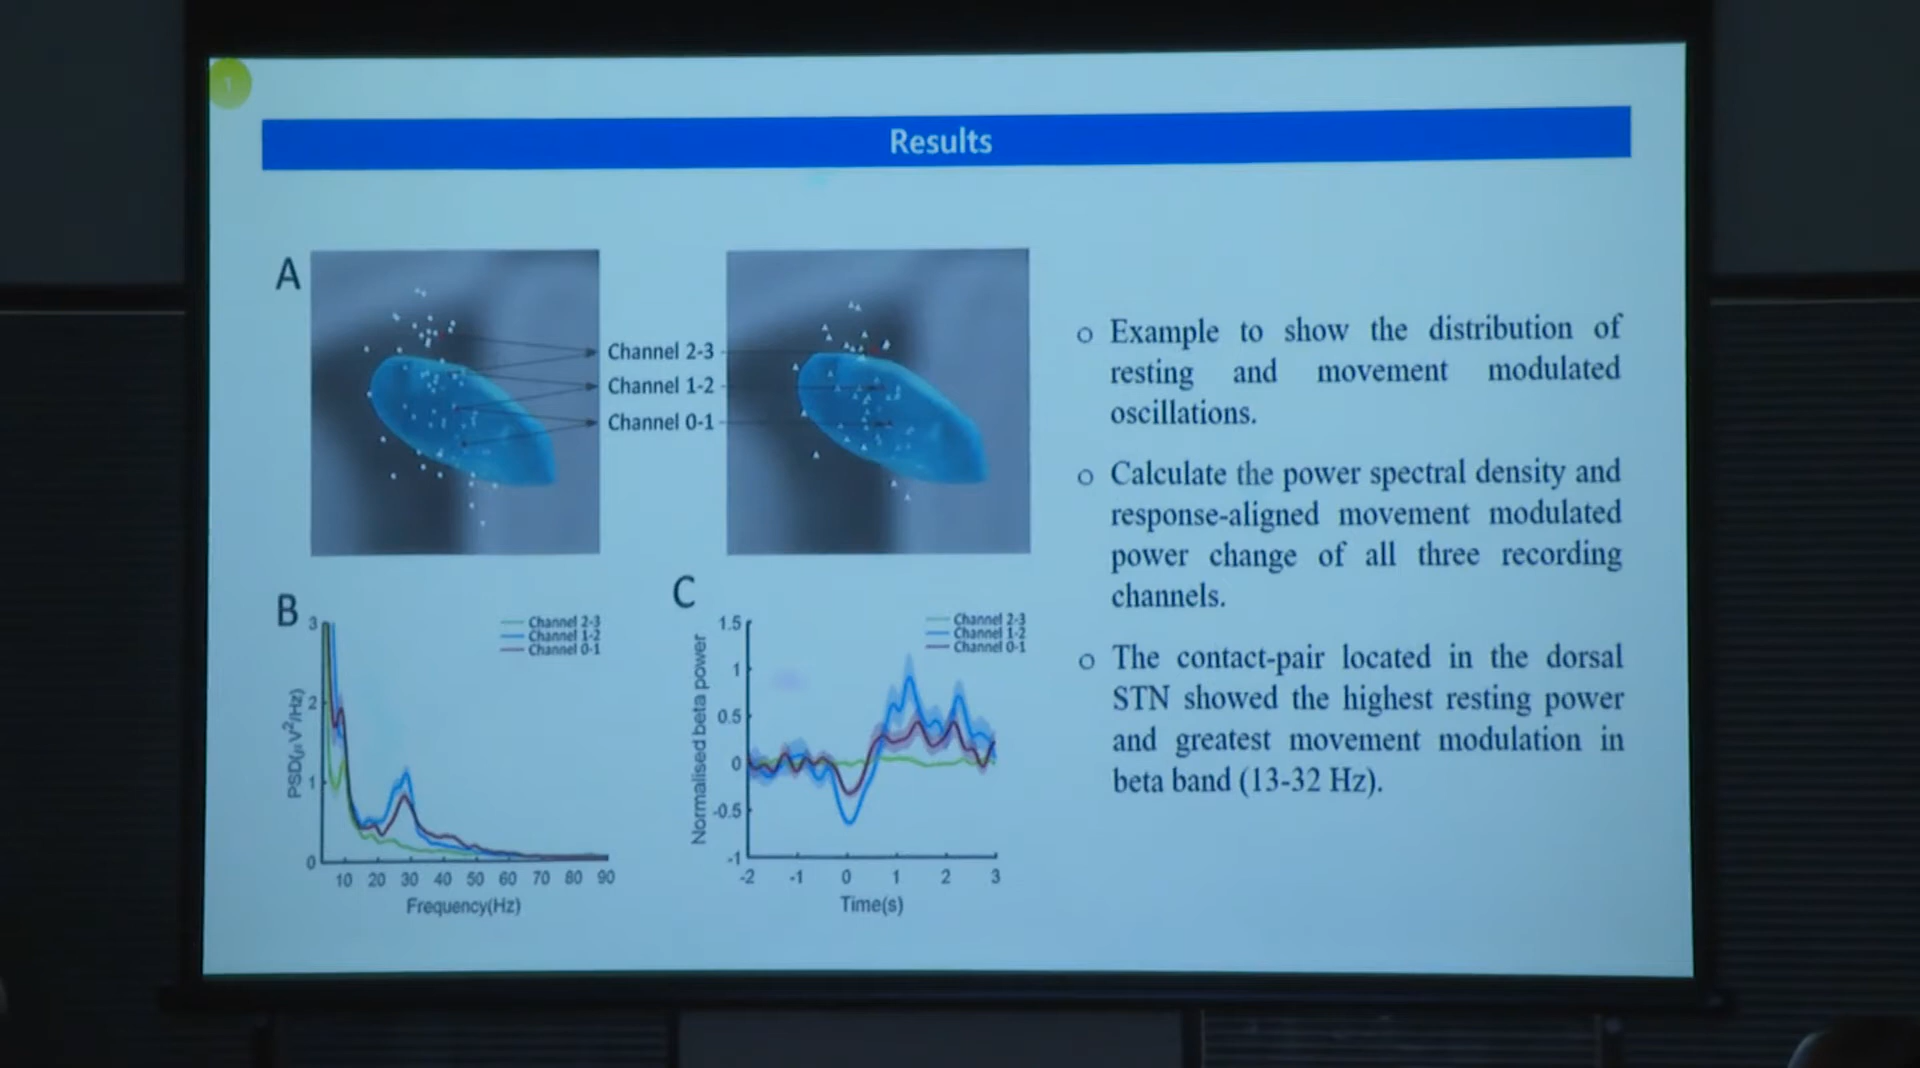 1
Results
A
Channel 2-3
Channel 1-2
Channel 0-1
B
Channel 2-3
Channel 1-2
Channel 0-1
3
2
1
0
PSD(μV²/Hz)
10 20 30 40 50 60 70 80 90
Frequency(Hz)
C
Channel 2-3
Channel 1-2
Channel 0-1
1.5
1
0.5
0
-0.5
-1
Normalised beta power
-2 -1 0 1 2 3
Time(s)
o Example to show the distribution of
resting and movement modulated
oscillations.
o Calculate the power spectral density and
response-aligned movement modulated
power change of all three recording
channels.
o The contact-pair located in the dorsal
STN showed the highest resting power
and greatest movement modulation in
beta band (13-32 Hz).